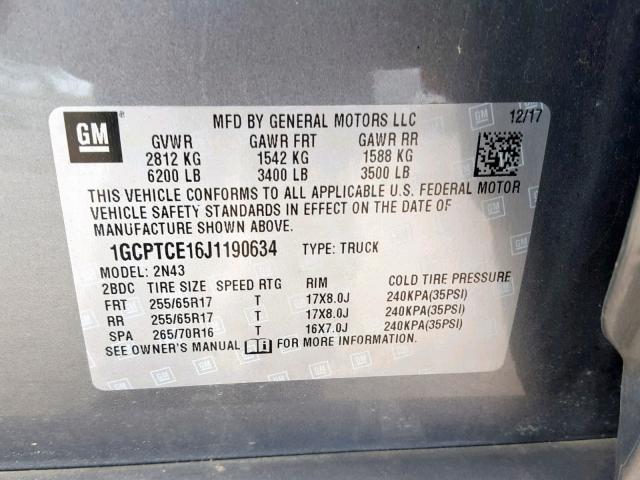 GM MFD BY GENERAL MOTORS LLC 12/17
GVWR GAWR FRT GAWR RR
2812 KG 1542 KG 1588 KG
6200 LB 3400 LB 3500 LB
THIS VEHICLE CONFORMS TO ALL APPLICABLE U.S. FEDERAL MOTOR
VEHICLE SAFETY STANDARDS IN EFFECT ON THE DATE OF
MANUFACTURE SHOWN ABOVE.
1GCPTCE16J1190634 TYPE: TRUCK
MODEL: 2N43
2BDC TIRE SIZE SPEED RTG RIM COLD TIRE PRESSURE
FRT 255/65R17 T 17X8.0J 240KPA(35PSI)
RR 255/65R17 T 17X8.0J 240KPA(35PSI)
SPA 265/70R16 T 16X7.0J 240KPA(35PSI)
SEE OWNER'S MANUAL FOR MORE INFORMATION.